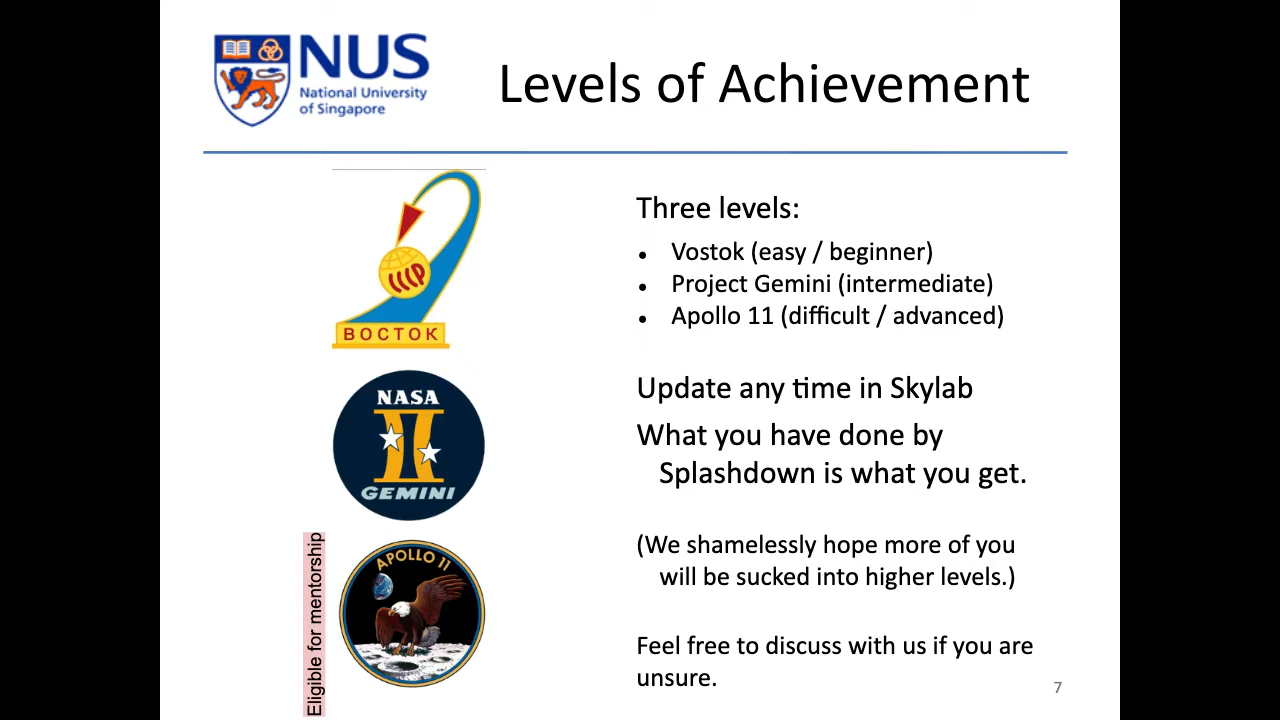 NUS
National University
of Singapore
Levels of Achievement
СССР
ВОСТОК
NASA
GEMINI
Eligible for mentorship
APOLLO 11
Three levels:
• Vostok (easy / beginner)
• Project Gemini (intermediate)
• Apollo 11 (difficult / advanced)
Update any time in Skylab
What you have done by
Splashdown is what you get.
(We shamelessly hope more of you
will be sucked into higher levels.)
Feel free to discuss with us if you are
unsure.
7